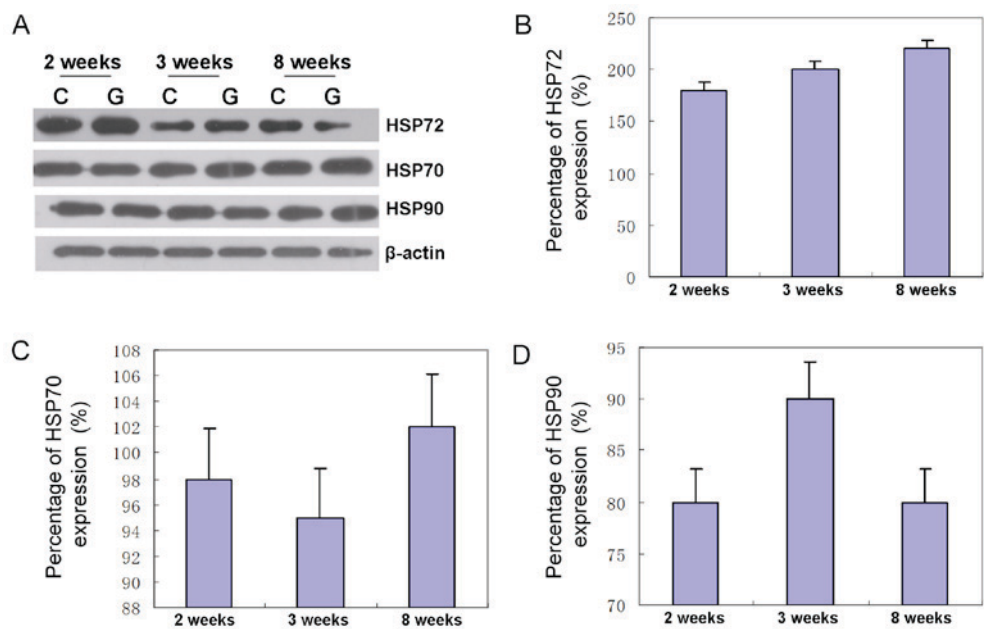 A
2 weeks 3 weeks 8 weeks
C G C G C G
HSP72
HSP70
HSP90
β-actin
B
Percentage of HSP72
expression (%)
250
200
150
100
50
0
2 weeks 3 weeks 8 weeks
C
Percentage of HSP70
expression (%)
108
106
104
102
100
98
96
94
92
90
88
2 weeks 3 weeks 8 weeks
D
Percentage of HSP90
expression (%)
95
90
85
80
75
70
2 weeks 3 weeks 8 weeks